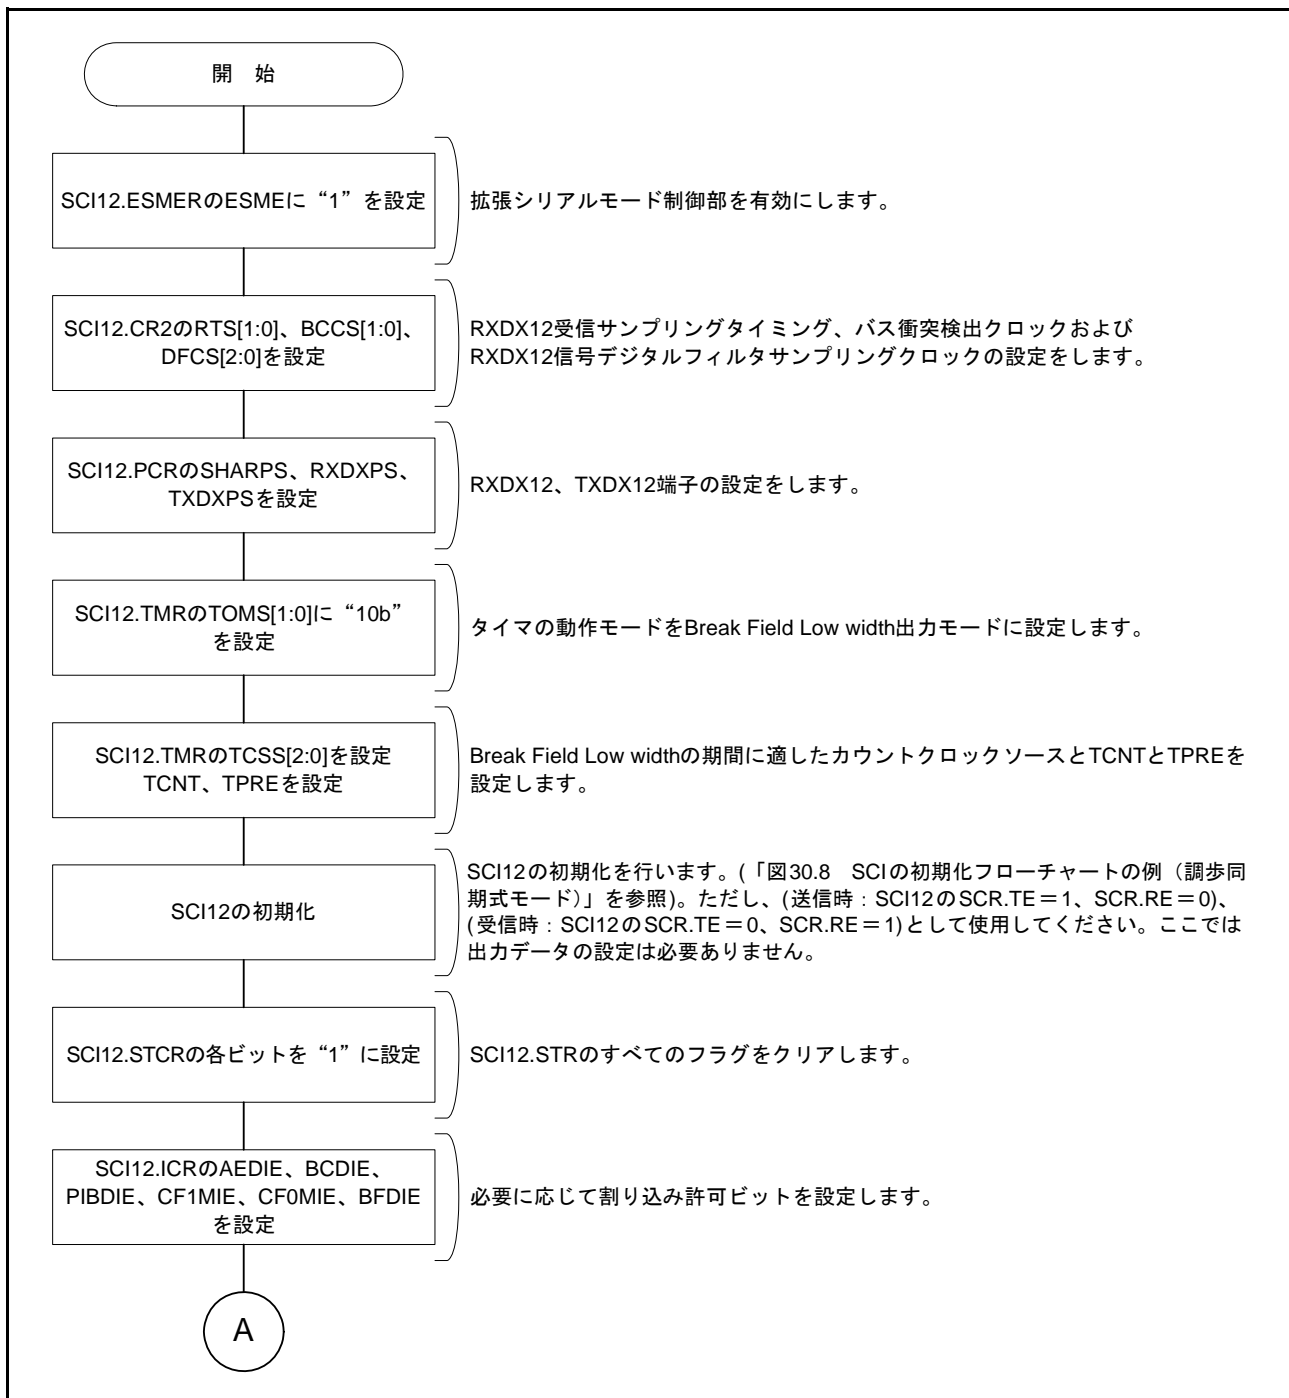 開　始
SCI12.ESMERのESMEに“1”を設定
拡張シリアルモード制御部を有効にします。
SCI12.CR2のRTS[1:0]、BCCS[1:0]、
DFCS[2:0]を設定
RXDX12受信サンプリングタイミング、バス衝突検出クロックおよび
RXDX12信号デジタルフィルタサンプリングクロックの設定をします。
SCI12.PCRのSHARPS、RXDXPS、
TXDXPSを設定
RXDX12、TXDX12端子の設定をします。
SCI12.TMRのTOMS[1:0]に“10b”
を設定
タイマの動作モードをBreak Field Low width出力モードに設定します。
SCI12.TMRのTCSS[2:0]を設定
TCNT、TPREを設定
Break Field Low widthの期間に適したカウントクロックソースとTCNTとTPREを
設定します。
SCI12の初期化
SCI12の初期化を行います。(「図30.8　SCIの初期化フローチャートの例（調歩同
期式モード）」を参照)。ただし、(送信時：SCI12のSCR.TE＝1、SCR.RE＝0)、
(受信時：SCI12のSCR.TE＝0、SCR.RE＝1)として使用してください。ここでは
出力データの設定は必要ありません。
SCI12.STCRの各ビットを“1”に設定
SCI12.STRのすべてのフラグをクリアします。
SCI12.ICRのAEDIE、BCDIE、
PIBDIE、CF1MIE、CF0MIE、BFDIE
を設定
必要に応じて割り込み許可ビットを設定します。
A